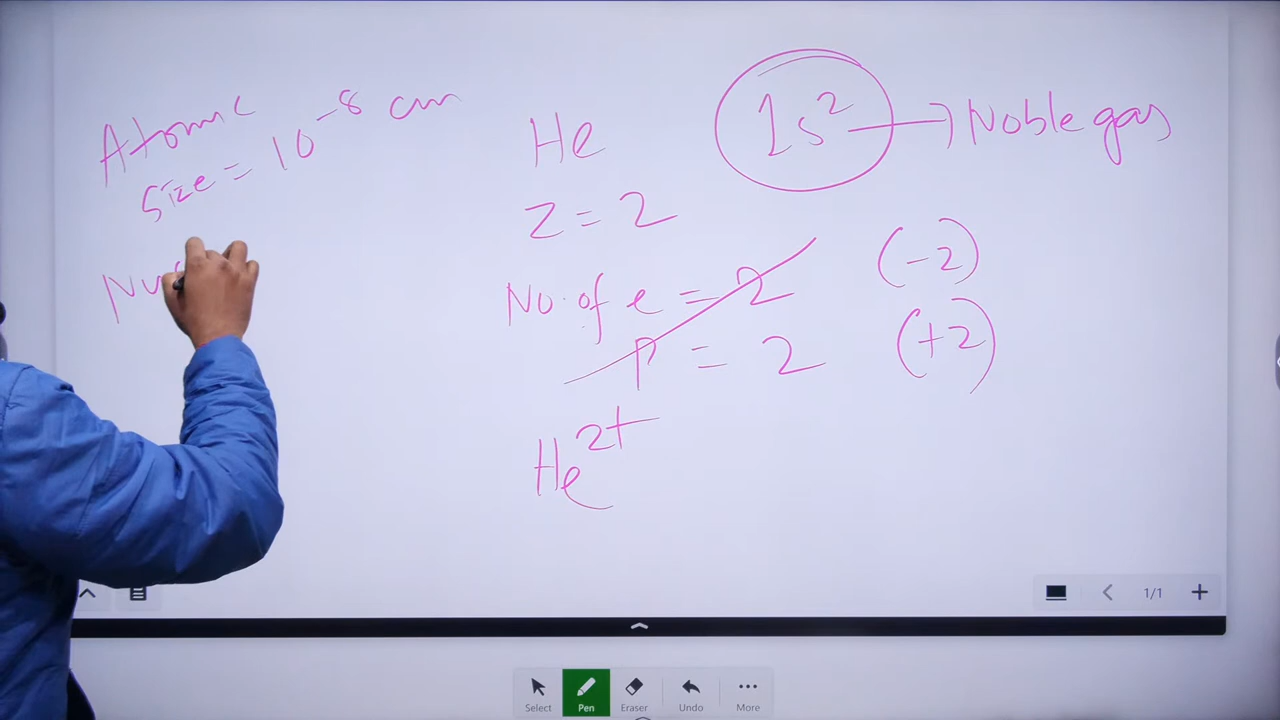 Atomic
size = 10⁻⁸ cm
He
Z = 2
No. of e = 2 (-2)
p = 2 (+2)
He²⁺
1s² → Noble gas
1/1
Select
Pen
Eraser
Undo
More